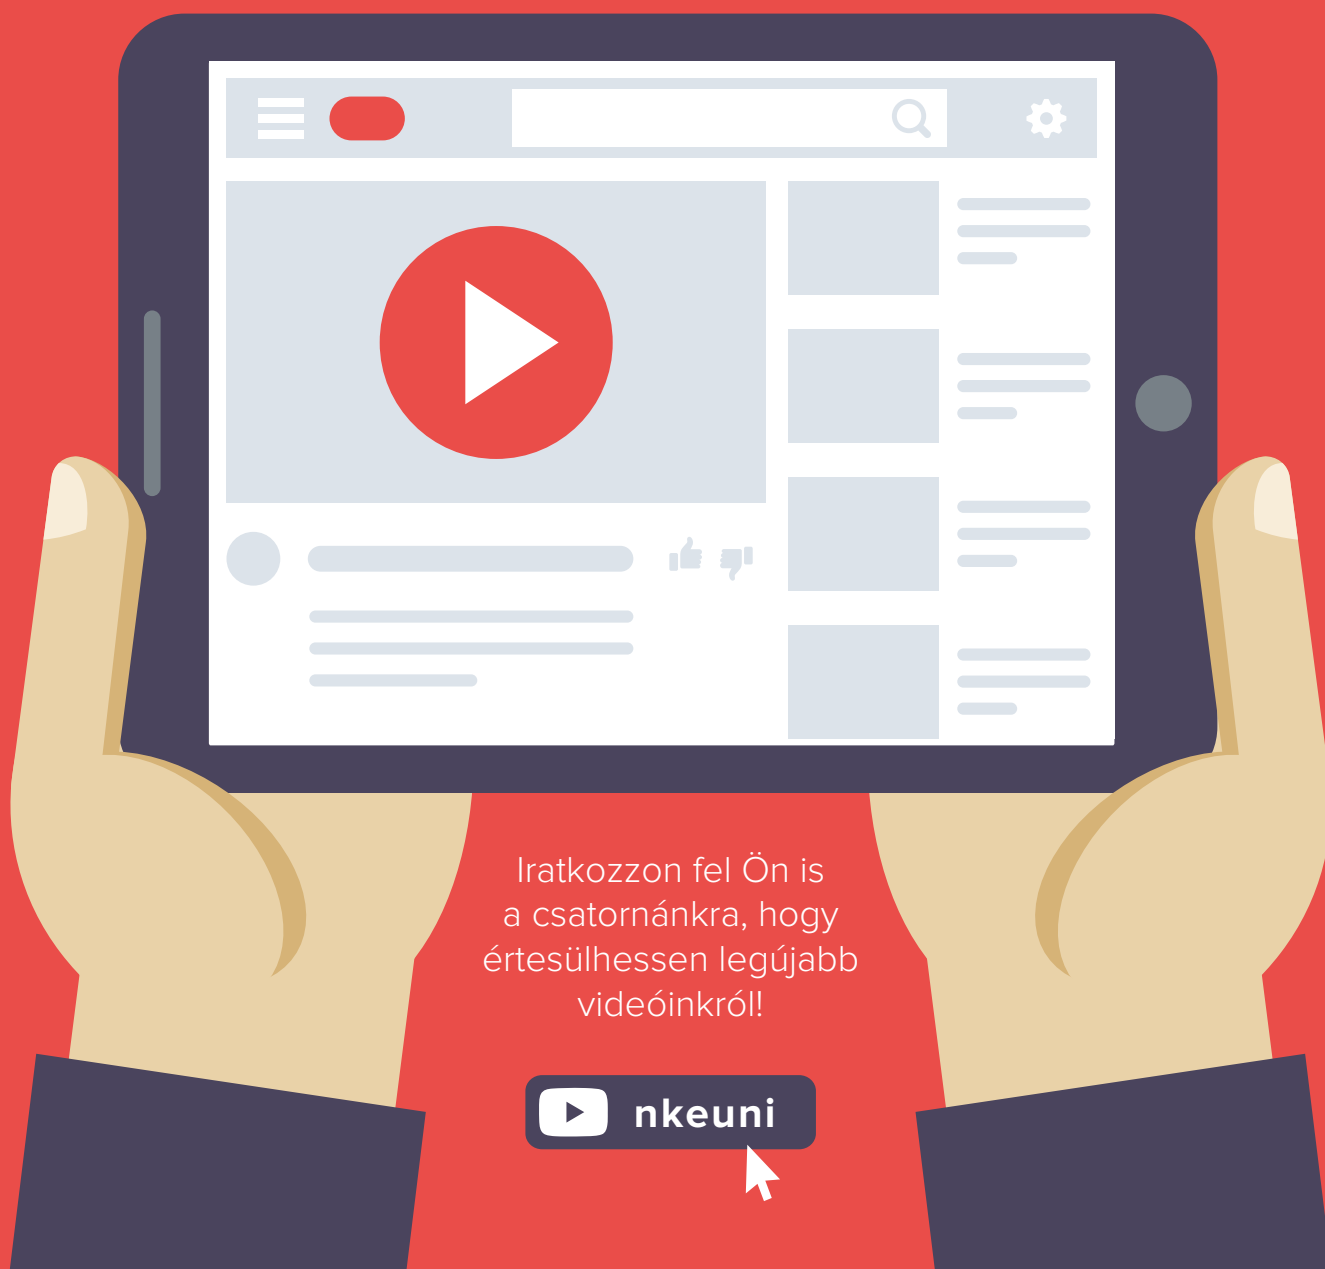 Iratkozzon fel Ön is
a csatornánkra, hogy
értesülhessen legújabb
videóinkról!
nkeuni